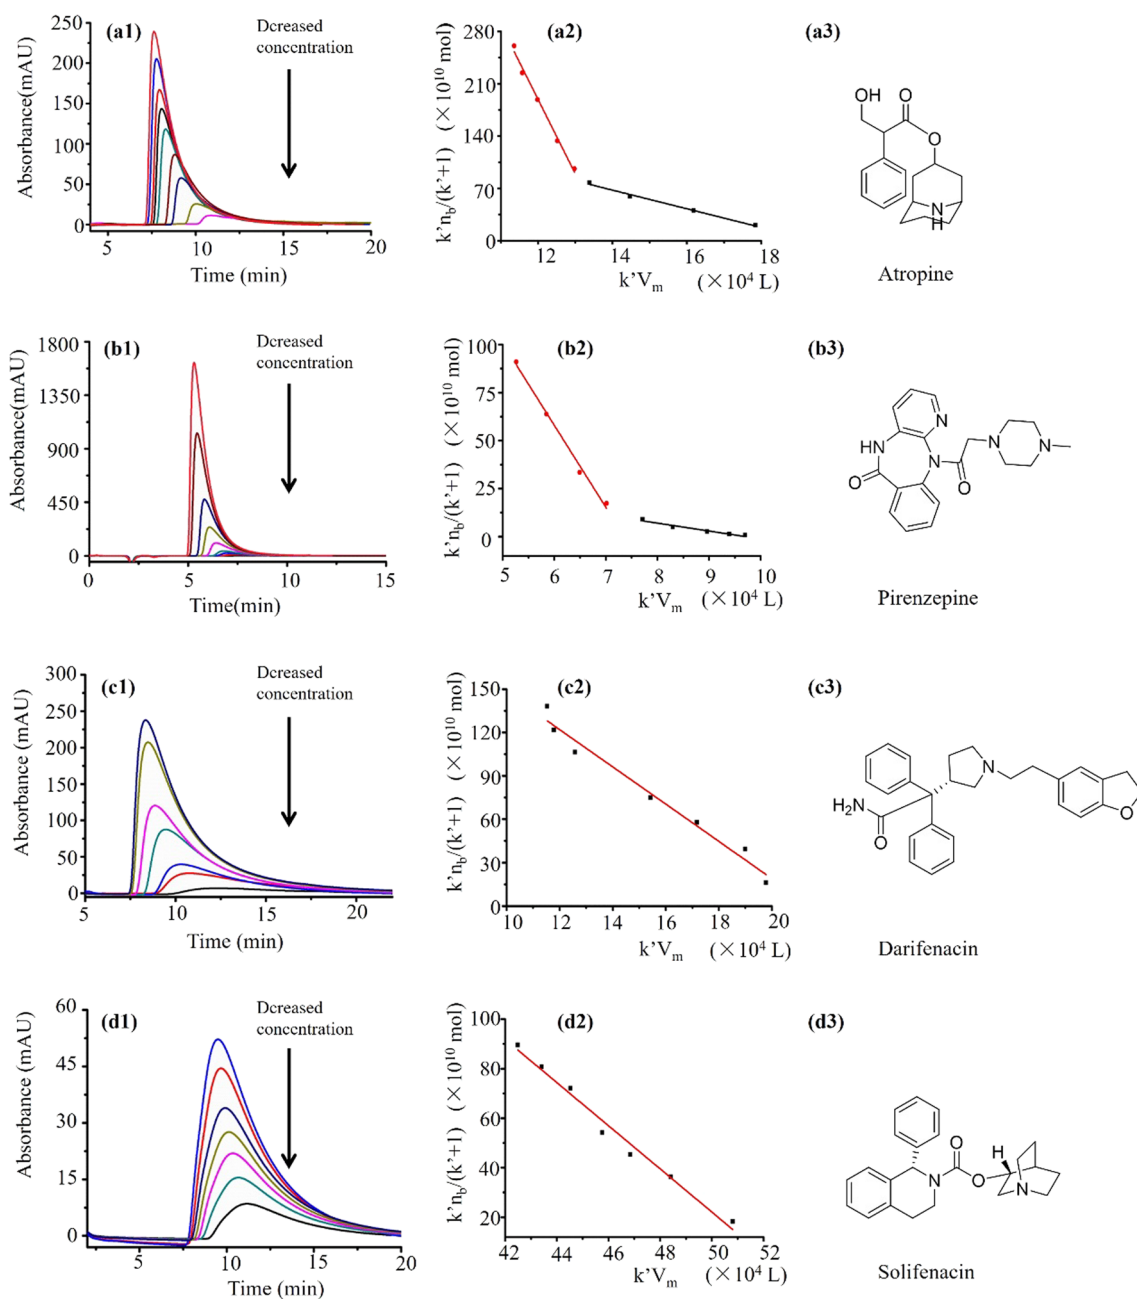 (a1)
Dcreased
concentration
Absorbance(mAU)
250
200
150
100
50
0
5
10
15
20
Time (min)
(a2)
k'n_b/(k'+1) (×10^10 mol)
280
210
140
70
0
12
14
16
18
k'V_m (×10^4 L)
(a3)
OH
O
O
N
H
Atropine
(b1)
Dcreased
concentration
Absorbance(mAU)
1800
1350
900
450
0
0
5
10
15
Time(min)
(b2)
k'n_b/(k'+1) (×10^10 mol)
100
75
50
25
0
5
6
7
8
9
10
k'V_m (×10^4 L)
(b3)
N
HN
N
O
O
N
N
Pirenzepine
(c1)
Dcreased
concentration
Absorbance (mAU)
300
250
200
150
100
50
0
5
10
15
20
Time (min)
(c2)
k'n_b/(k'+1) (×10^10 mol)
150
120
90
60
30
0
10
12
14
16
18
20
k'V_m (×10^4 L)
(c3)
N
H2N
O
O
Darifenacin
(d1)
Dcreased
concentration
Absorbance (mAU)
60
45
30
15
0
5
10
15
20
Time (min)
(d2)
k'n_b/(k'+1) (×10^10 mol)
100
80
60
40
20
42
44
46
48
50
52
k'V_m (×10^4 L)
(d3)
O
H
N
O
N
Solifenacin